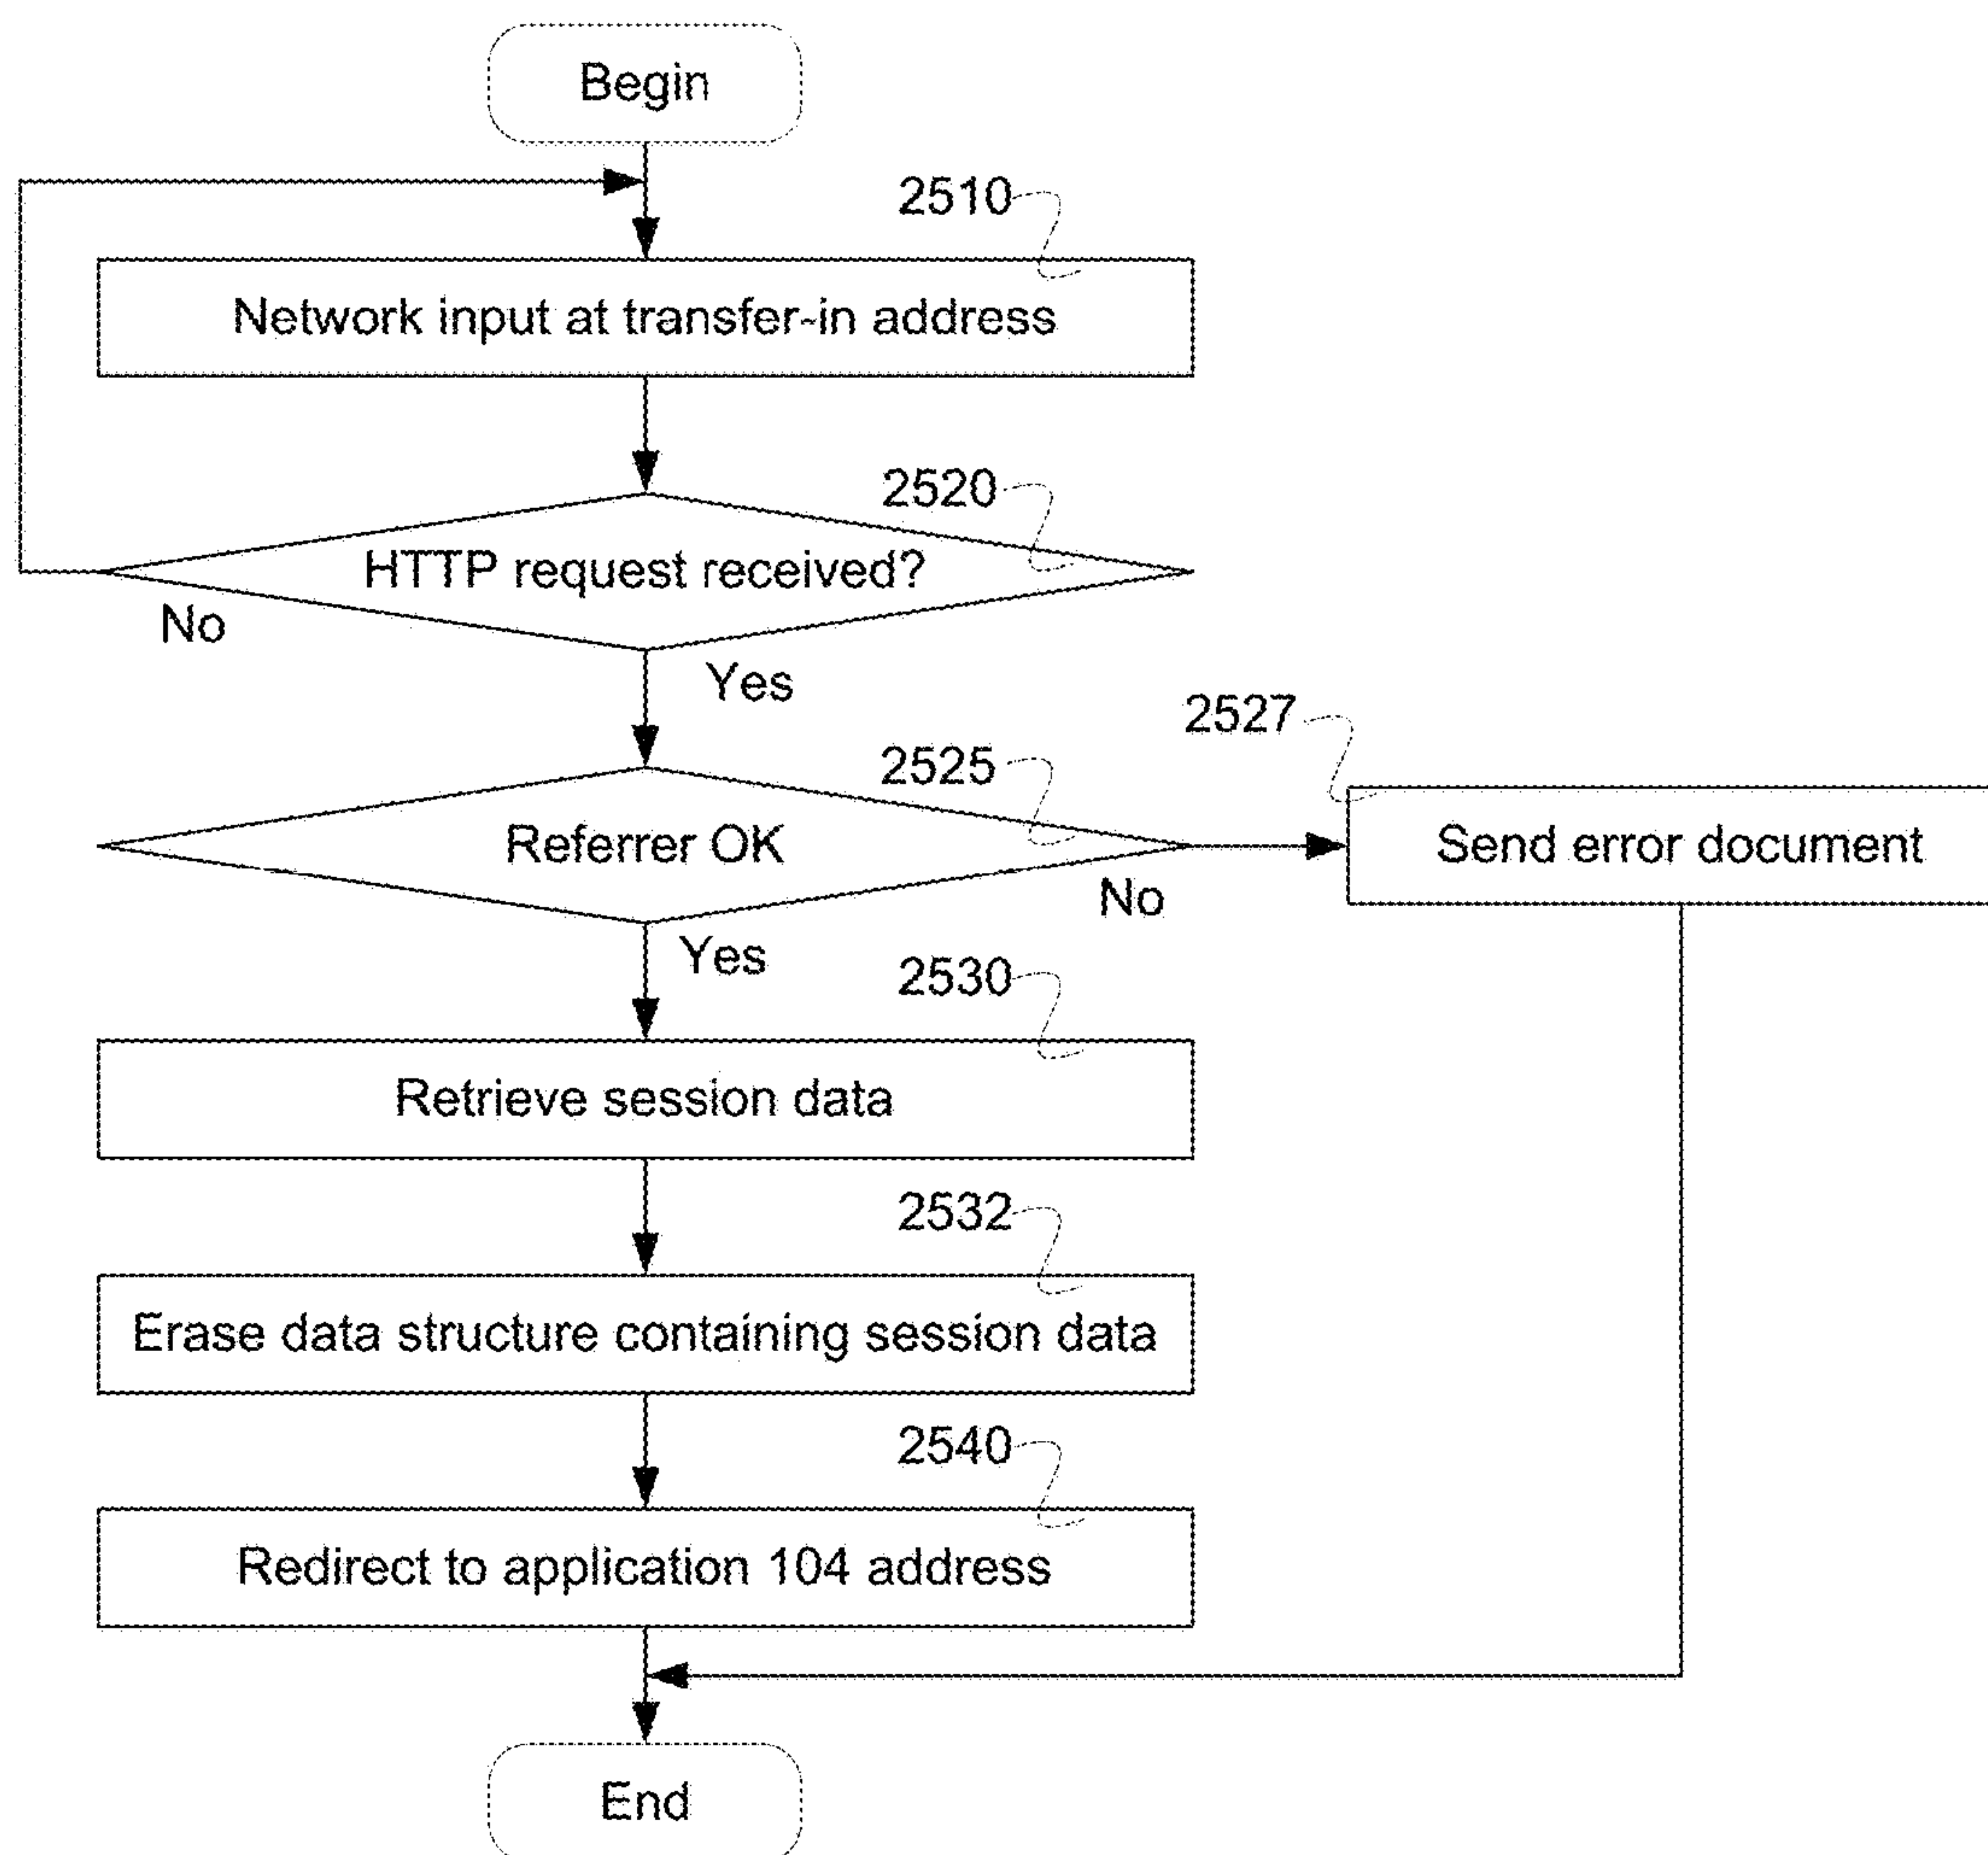 Begin
2510
Network input at transfer-in address
2520
HTTP request received?
No
Yes
2527
2525
Referrer OK
Send error document
No
Yes
2530
Retrieve session data
2532
Erase data structure containing session data
2540
Redirect to application 104 address
End